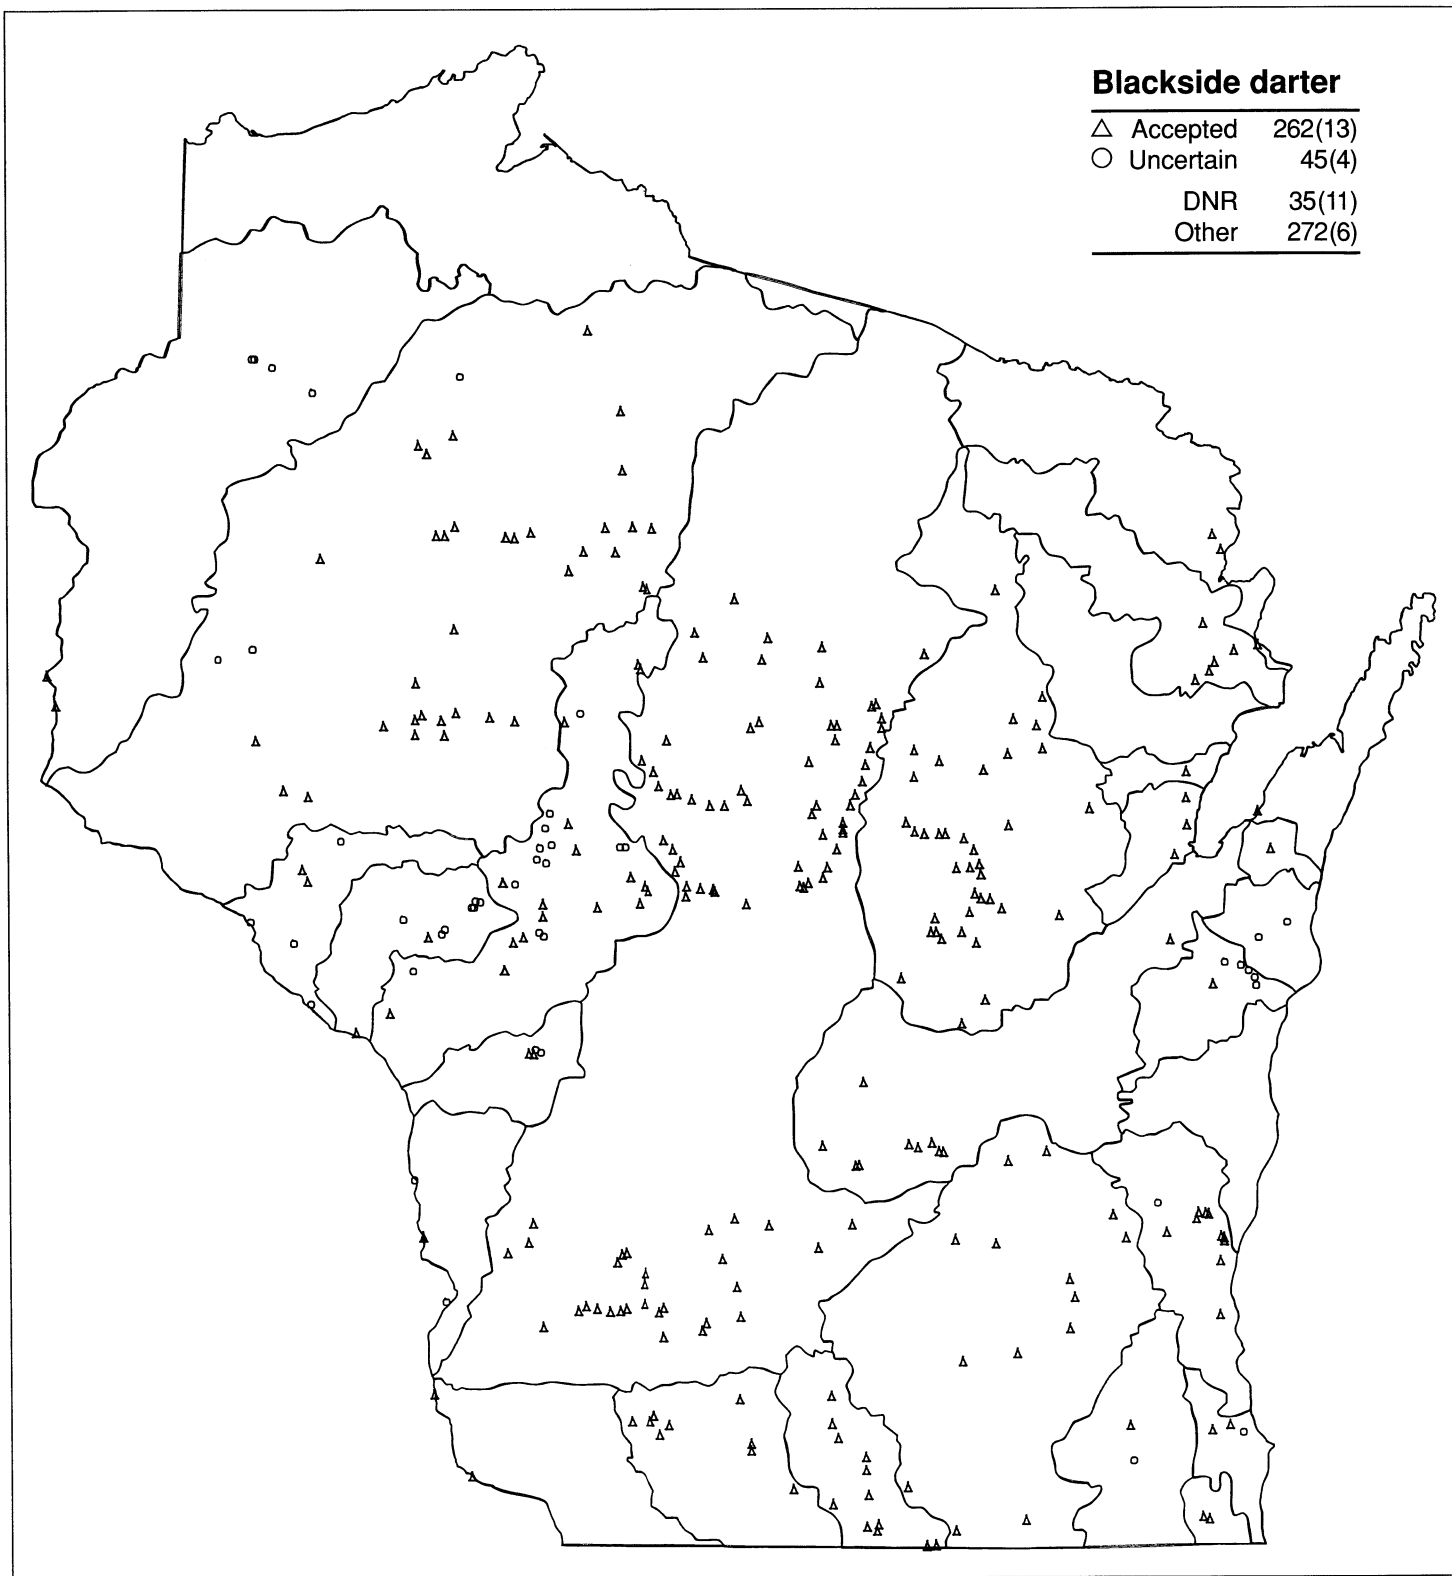 Blackside darter
△ Accepted 262(13)
○ Uncertain 45(4)
DNR 35(11)
Other 272(6)